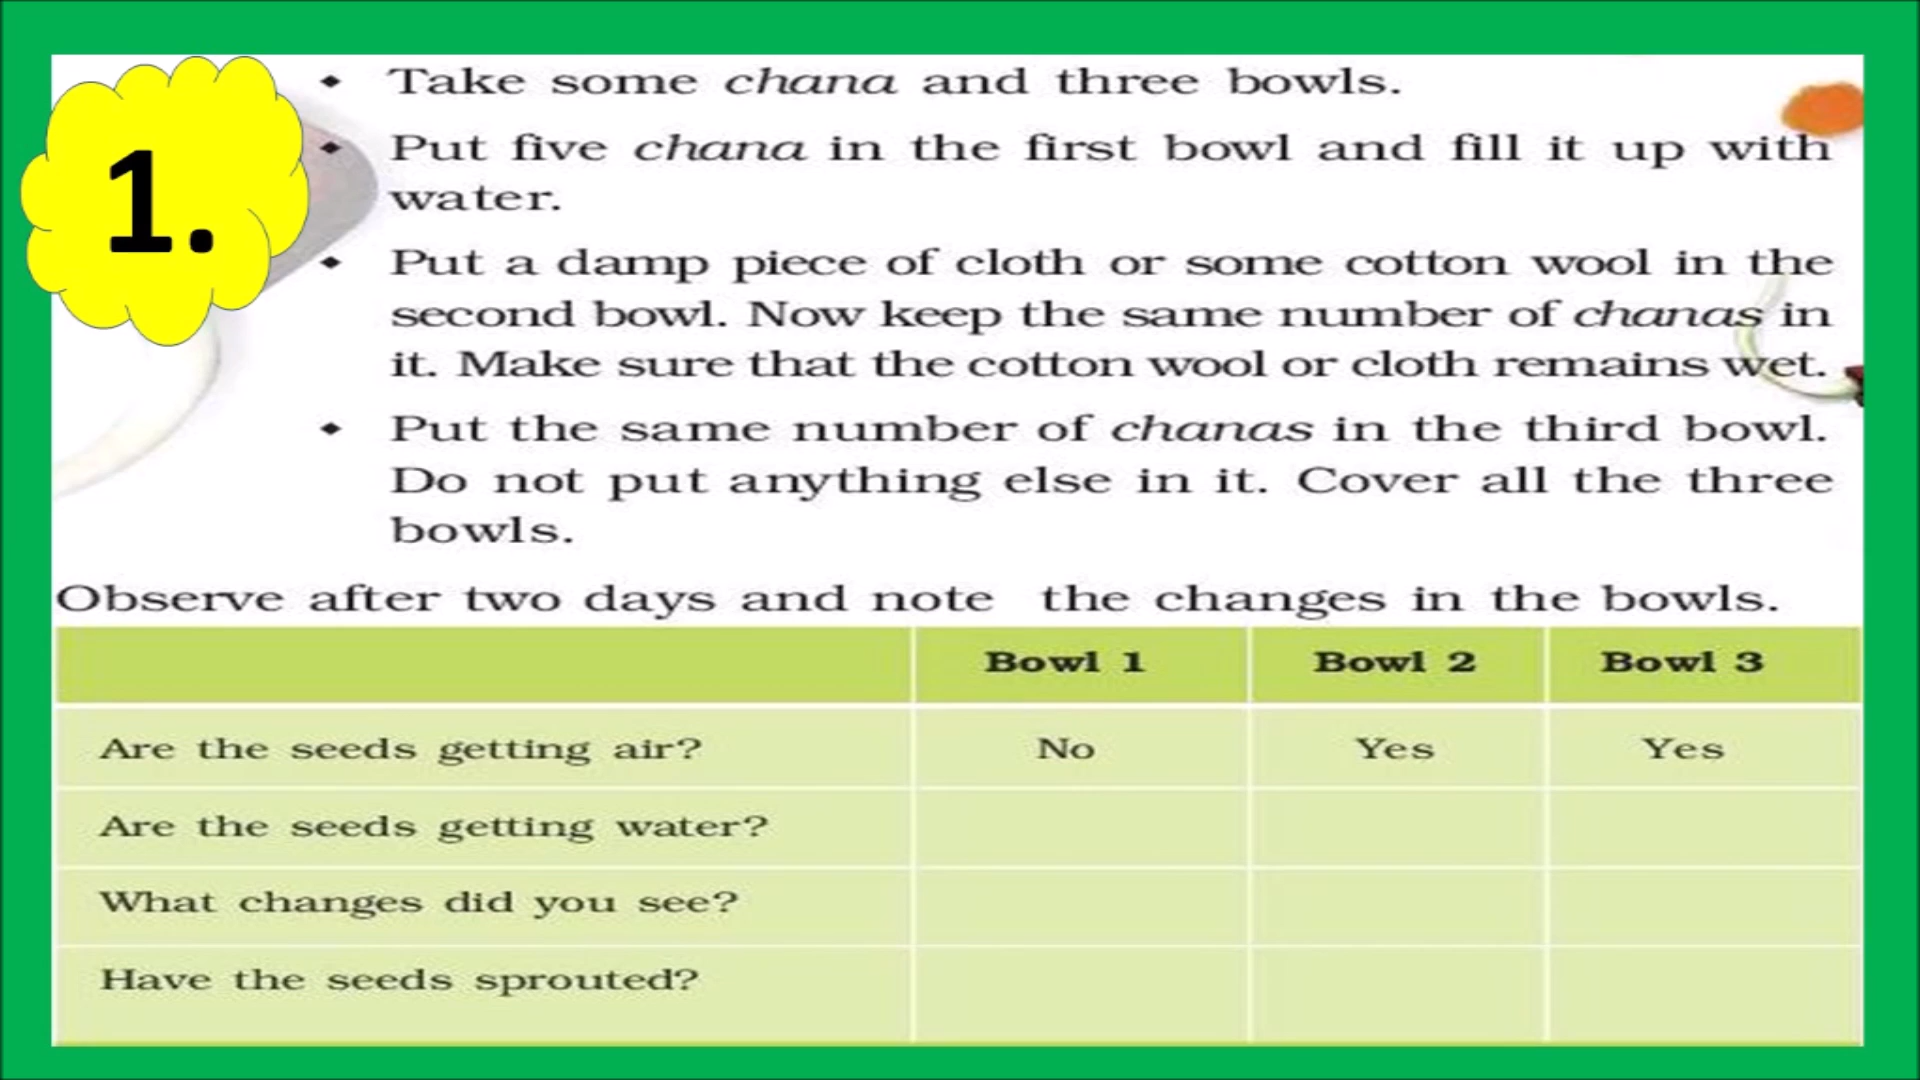 1.
◆ Take some chana and three bowls.
◆ Put five chana in the first bowl and fill it up with
water.
◆ Put a damp piece of cloth or some cotton wool in the
second bowl. Now keep the same number of chanas in
it. Make sure that the cotton wool or cloth remains wet.
◆ Put the same number of chanas in the third bowl.
Do not put anything else in it. Cover all the three
bowls.
Observe after two days and note the changes in the bowls.
Bowl 1 Bowl 2 Bowl 3
Are the seeds getting air? No Yes Yes
Are the seeds getting water?
What changes did you see?
Have the seeds sprouted?